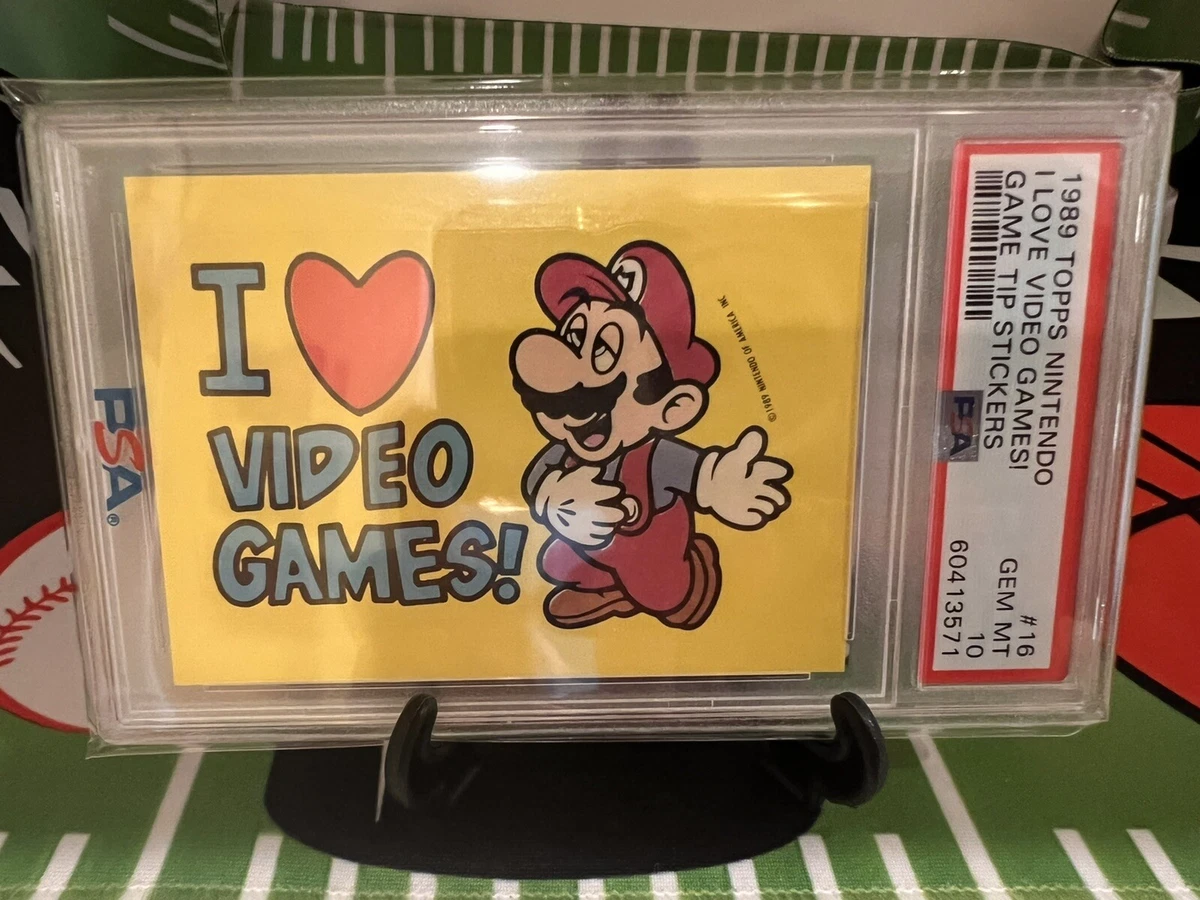 I
VIDEO
GAMES!
M
©1989 NINTENDO OF AMERICA INC.
PSA®
1989 TOPPS NINTENDO #16
I LOVE VIDEO GAMES! GEM MT
GAME TIP STICKERS 10
60413571
PSA